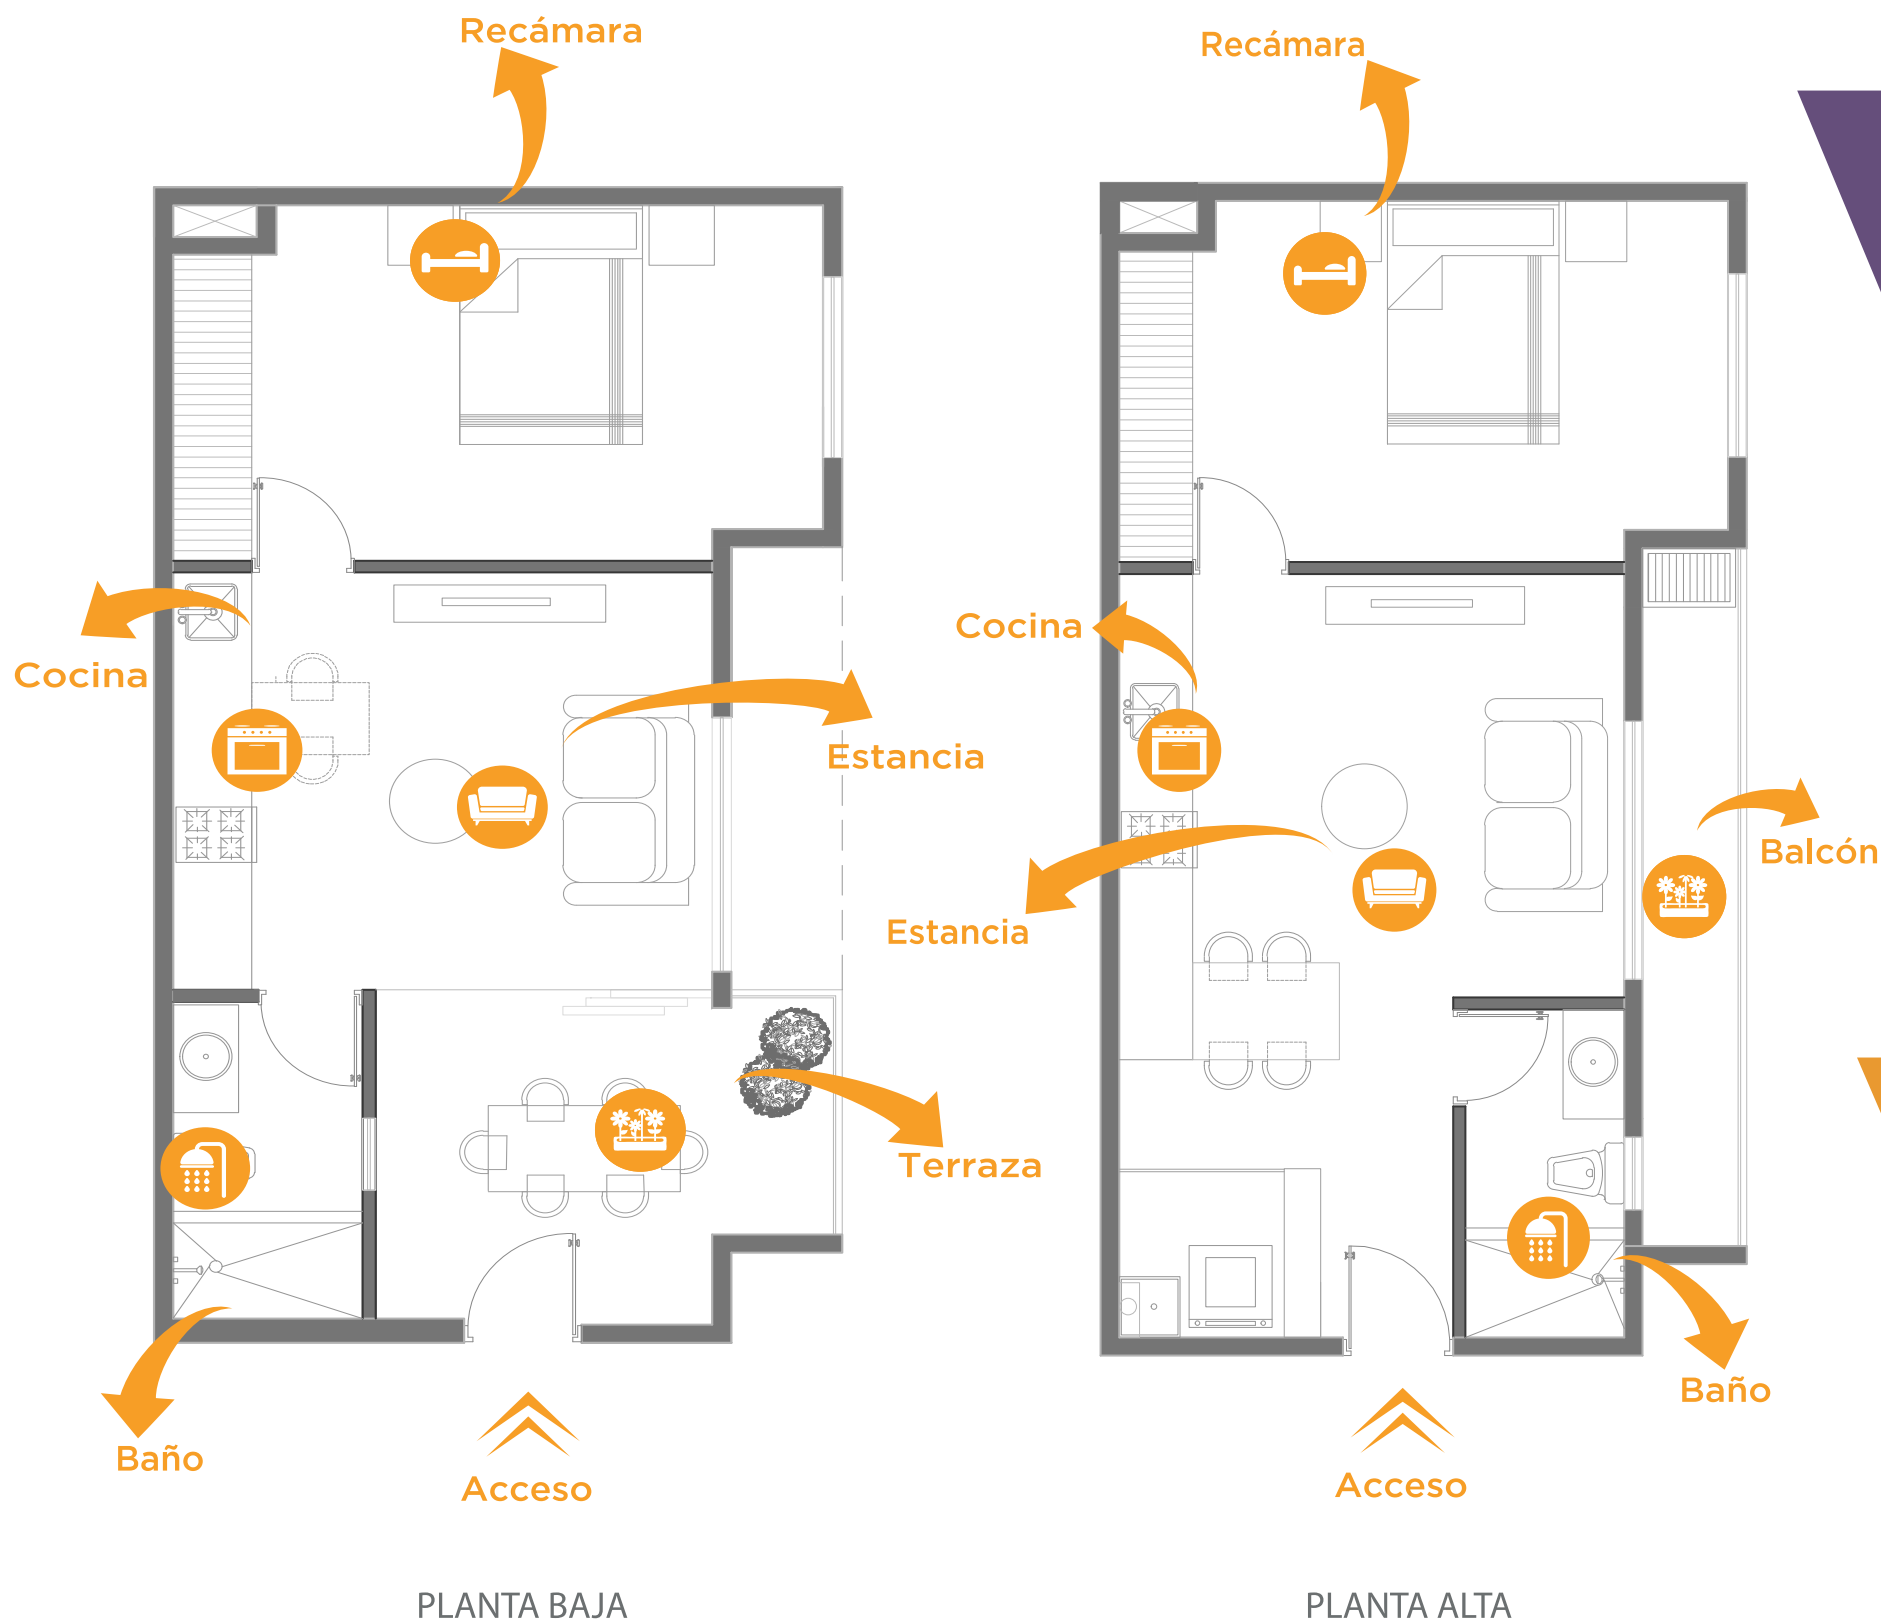 Recámara
Cocina
Estancia
Terraza
Baño
Acceso
PLANTA BAJA
Recámara
Cocina
Estancia
Balcón
Baño
Acceso
PLANTA ALTA